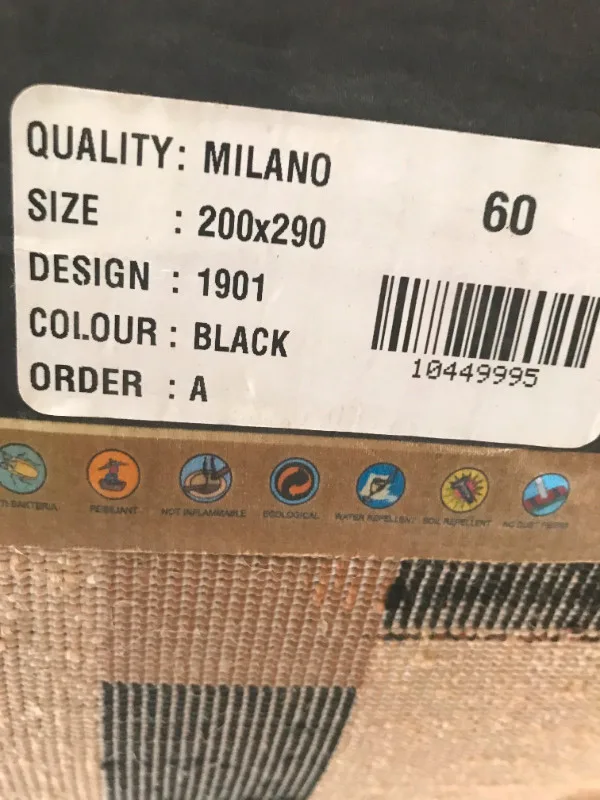 QUALITY: MILANO
SIZE : 200x290
60
DESIGN : 1901
COLOUR : BLACK
ORDER : A
10449995
BAKTERIA RESILIANT NOT INFLAMMABLE ECOLOGICAL WATER REPELLENT SOIL REPELLENT